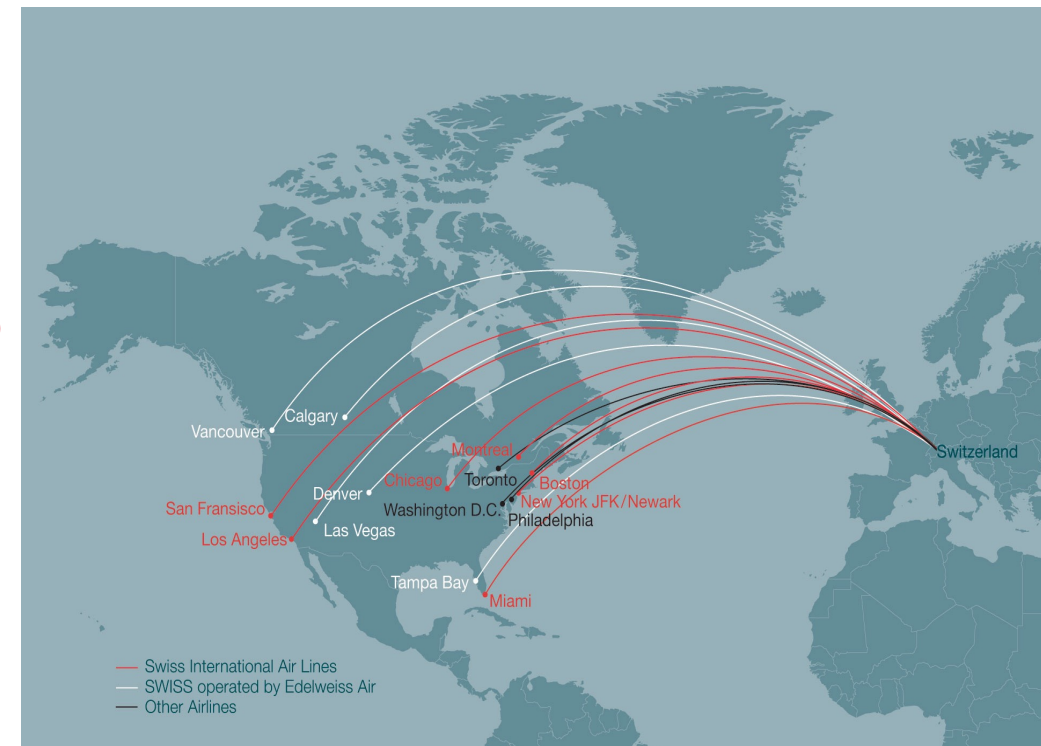 Calgary
Vancouver
Switzerland
Montreal
Toronto
Chicago
Boston
Denver
New York JFK/Newark
San Fransisco
Washington D.C.
Philadelphia
Las Vegas
Los Angeles
Tampa Bay
Miami
Swiss International Air Lines
SWISS operated by Edelweiss Air
Other Airlines